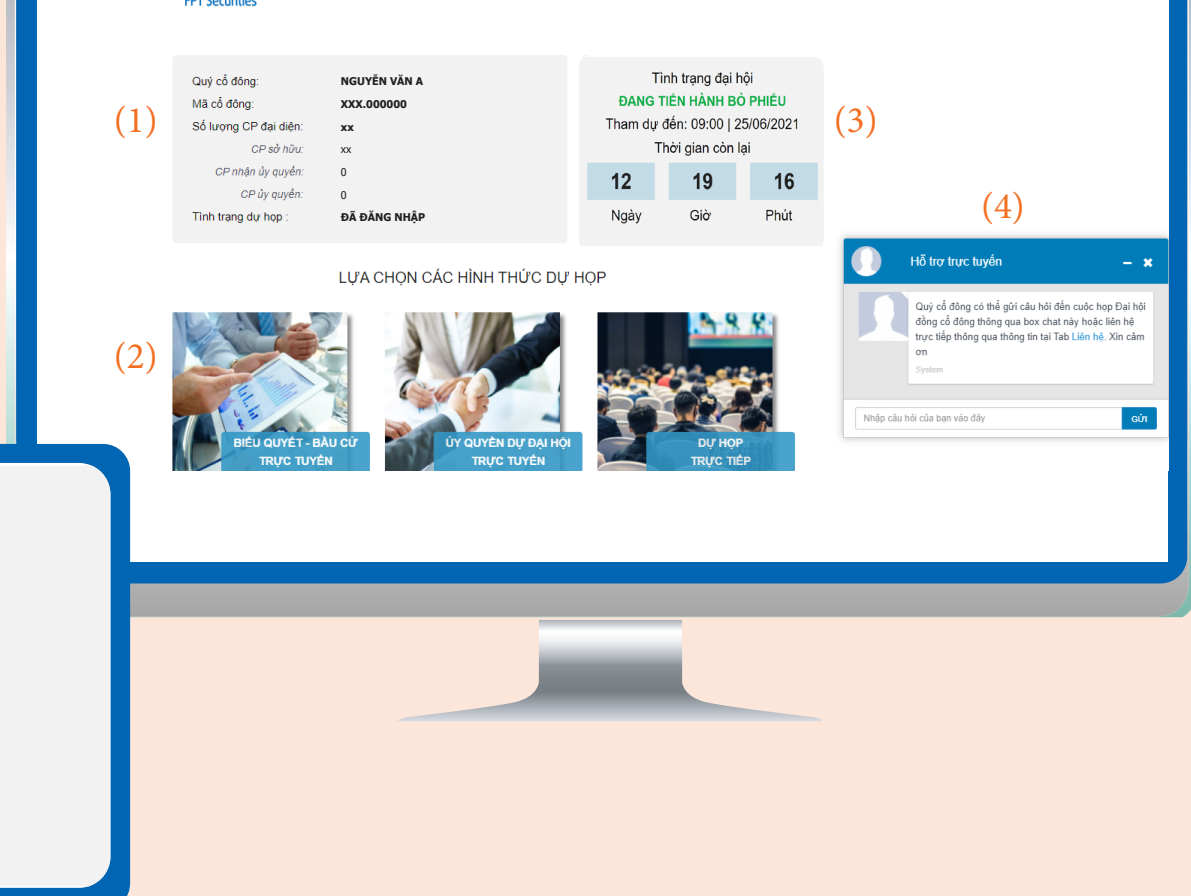 FPT Securities
(1)
Quý cổ đông: NGUYỄN VĂN A
Mã cổ đông: XXX.000000
Số lượng CP đại diện: xx
CP sở hữu: xx
CP nhận ủy quyền: 0
CP ủy quyền: 0
Tình trạng dự họp : ĐÃ ĐĂNG NHẬP
(3)
Tình trạng đại hội
ĐANG TIẾN HÀNH BỎ PHIẾU
Tham dự đến: 09:00 | 25/06/2021
Thời gian còn lại
12 19 16
Ngày Giờ Phút
LỰA CHỌN CÁC HÌNH THỨC DỰ HỌP
(2)
BIỂU QUYẾT - BẦU CỬ
TRỰC TUYẾN
ỦY QUYỀN DỰ ĐẠI HỘI
TRỰC TUYẾN
DỰ HỌP
TRỰC TIẾP
(4)
Hỗ trợ trực tuyến
Quý cổ đông có thể gửi câu hỏi đến cuộc họp Đại hội
đồng cổ đông thông qua box chat này hoặc liên hệ
trực tiếp thông qua thông tin tại Tab Liên hệ. Xin cảm
ơn
System
Nhập câu hỏi của bạn vào đây
GỬI